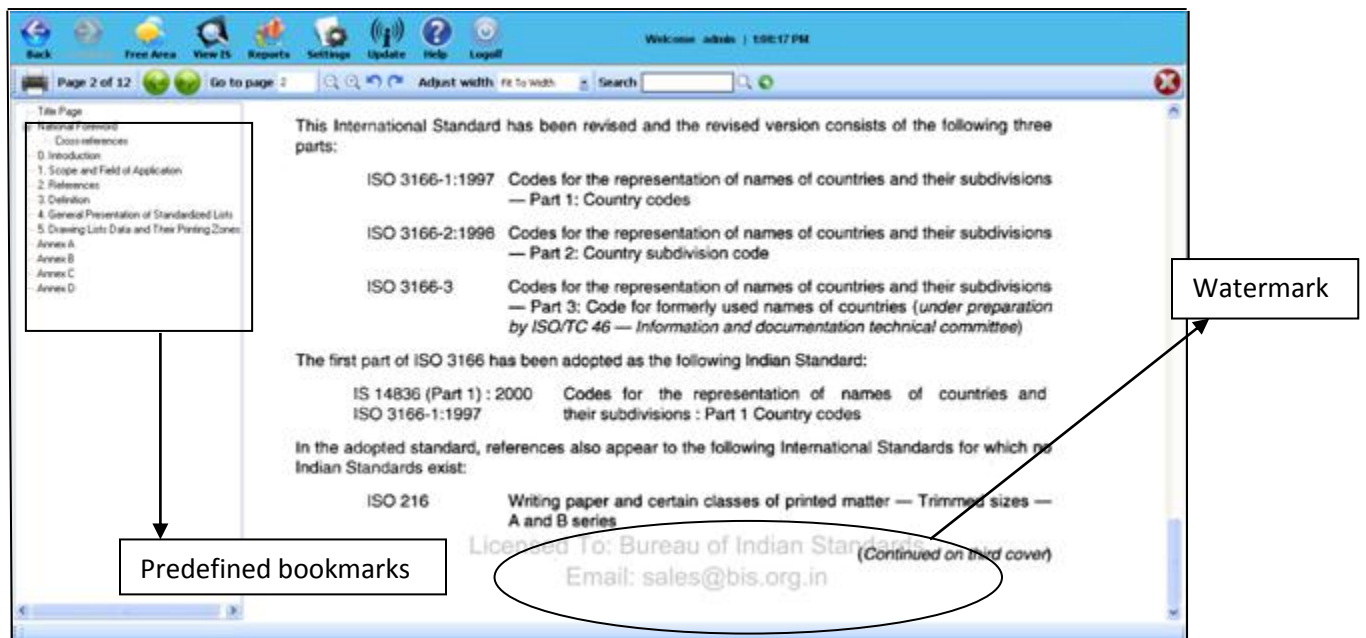 Back Free Area View IS Reports Settings Update Help Logoff Welcome admin | 1:08:17 PM
Page 2 of 12 Go to page 2 Adjust width Fit To Width Search
Title Page
National Foreword
Cross-references
0. Introduction
1. Scope and Field of Application
2. References
3. Definition
4. General Presentation of Standardized Lists
5. Drawing Lists Data and Their Printing Zones
Annex A
Annex B
Annex C
Annex D
Predefined bookmarks
This International Standard has been revised and the revised version consists of the following three
parts:
ISO 3166-1:1997 Codes for the representation of names of countries and their subdivisions
— Part 1: Country codes
ISO 3166-2:1998 Codes for the representation of names of countries and their subdivisions
— Part 2: Country subdivision code
ISO 3166-3 Codes for the representation of names of countries and their subdivisions
— Part 3: Code for formerly used names of countries (under preparation
by ISO/TC 46 — Information and documentation technical committee)
The first part of ISO 3166 has been adopted as the following Indian Standard:
IS 14836 (Part 1) : 2000 Codes for the representation of names of countries and
ISO 3166-1:1997 their subdivisions : Part 1 Country codes
In the adopted standard, references also appear to the following International Standards for which no
Indian Standards exist:
ISO 216 Writing paper and certain classes of printed matter — Trimmed sizes —
A and B series
Licensed To: Bureau of Indian Standards
(Continued on third cover)
Email: sales@bis.org.in
Watermark